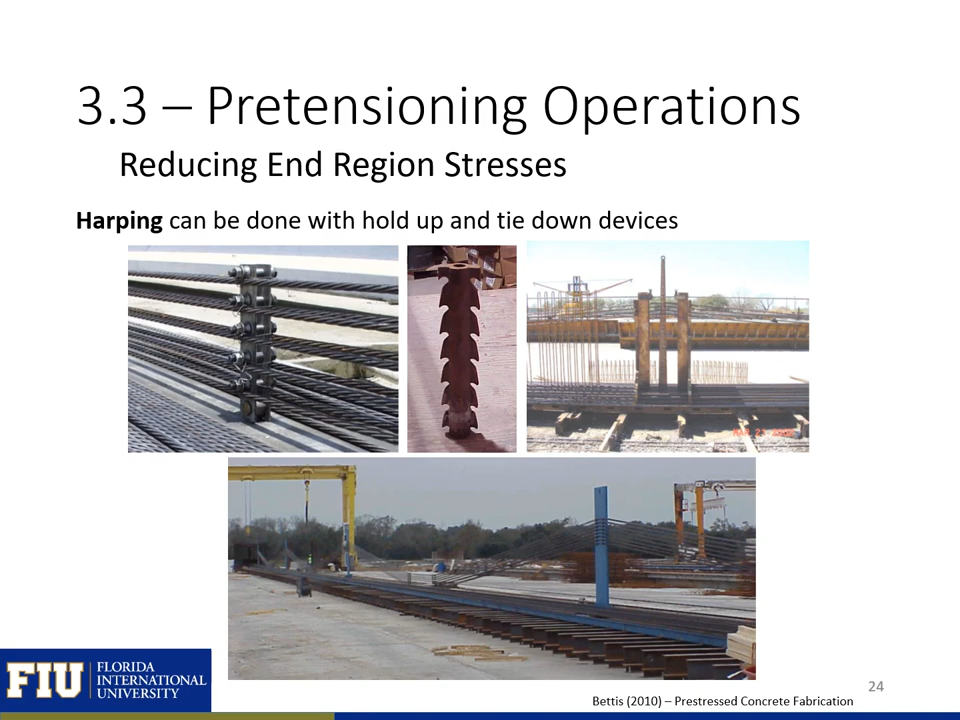 3.3 – Pretensioning Operations
Reducing End Region Stresses
Harping can be done with hold up and tie down devices
FIU
FLORIDA
INTERNATIONAL
UNIVERSITY
24
Bettis (2010) – Prestressed Concrete Fabrication